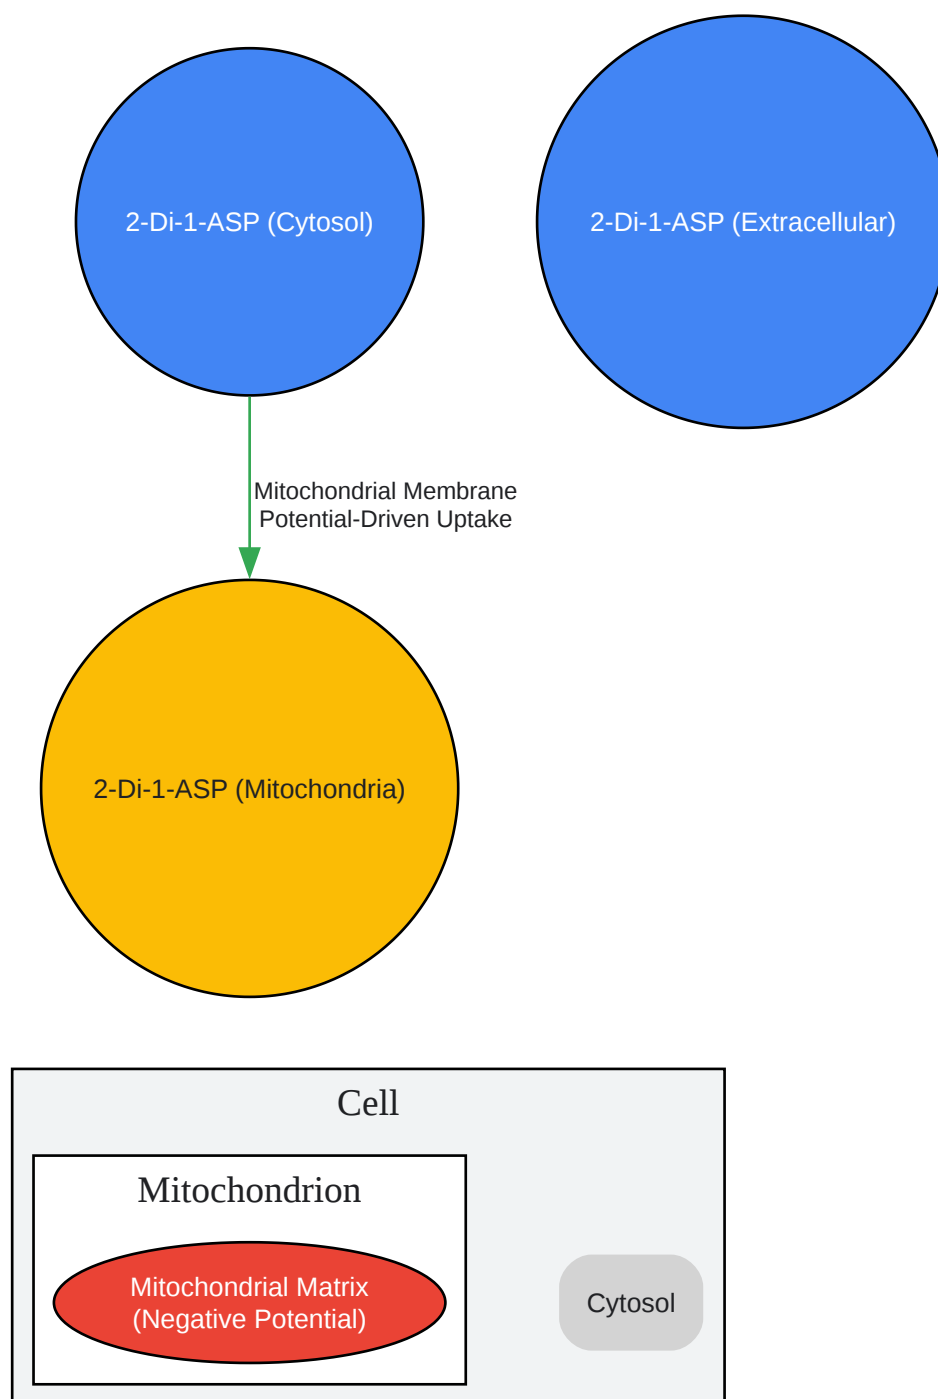 2-Di-1-ASP (Cytosol)
2-Di-1-ASP (Extracellular)
Mitochondrial Membrane
Potential-Driven Uptake
2-Di-1-ASP (Mitochondria)
Cell
Mitochondrion
Mitochondrial Matrix
(Negative Potential)
Cytosol